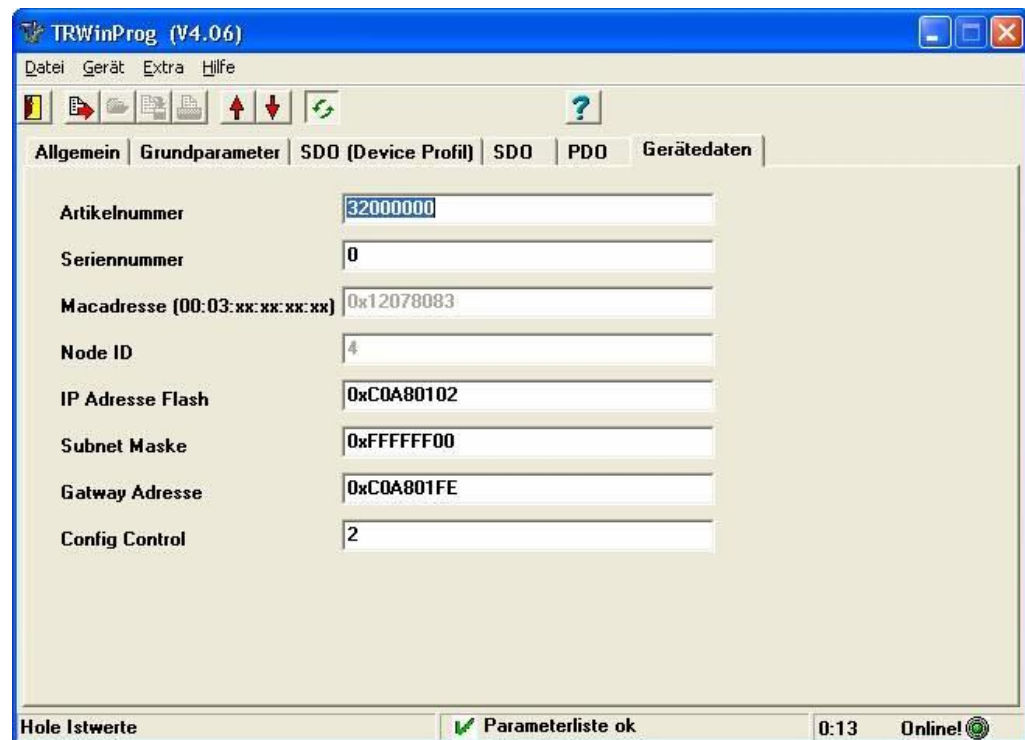 TRWinProg (V4.06)
Datei Gerät Extra Hilfe
?
Allgemein Grundparameter SDO (Device Profil) SDO PDO Gerätedaten
Artikelnummer 32000000
Seriennummer 0
Macadresse (00:03:xx:xx:xx:xx) 0x12078083
Node ID 4
IP Adresse Flash 0xC0A80102
Subnet Maske 0xFFFFFF00
Gatway Adresse 0xC0A801FE
Config Control 2
Hole Istwerte Parameterliste ok 0:13 Online!